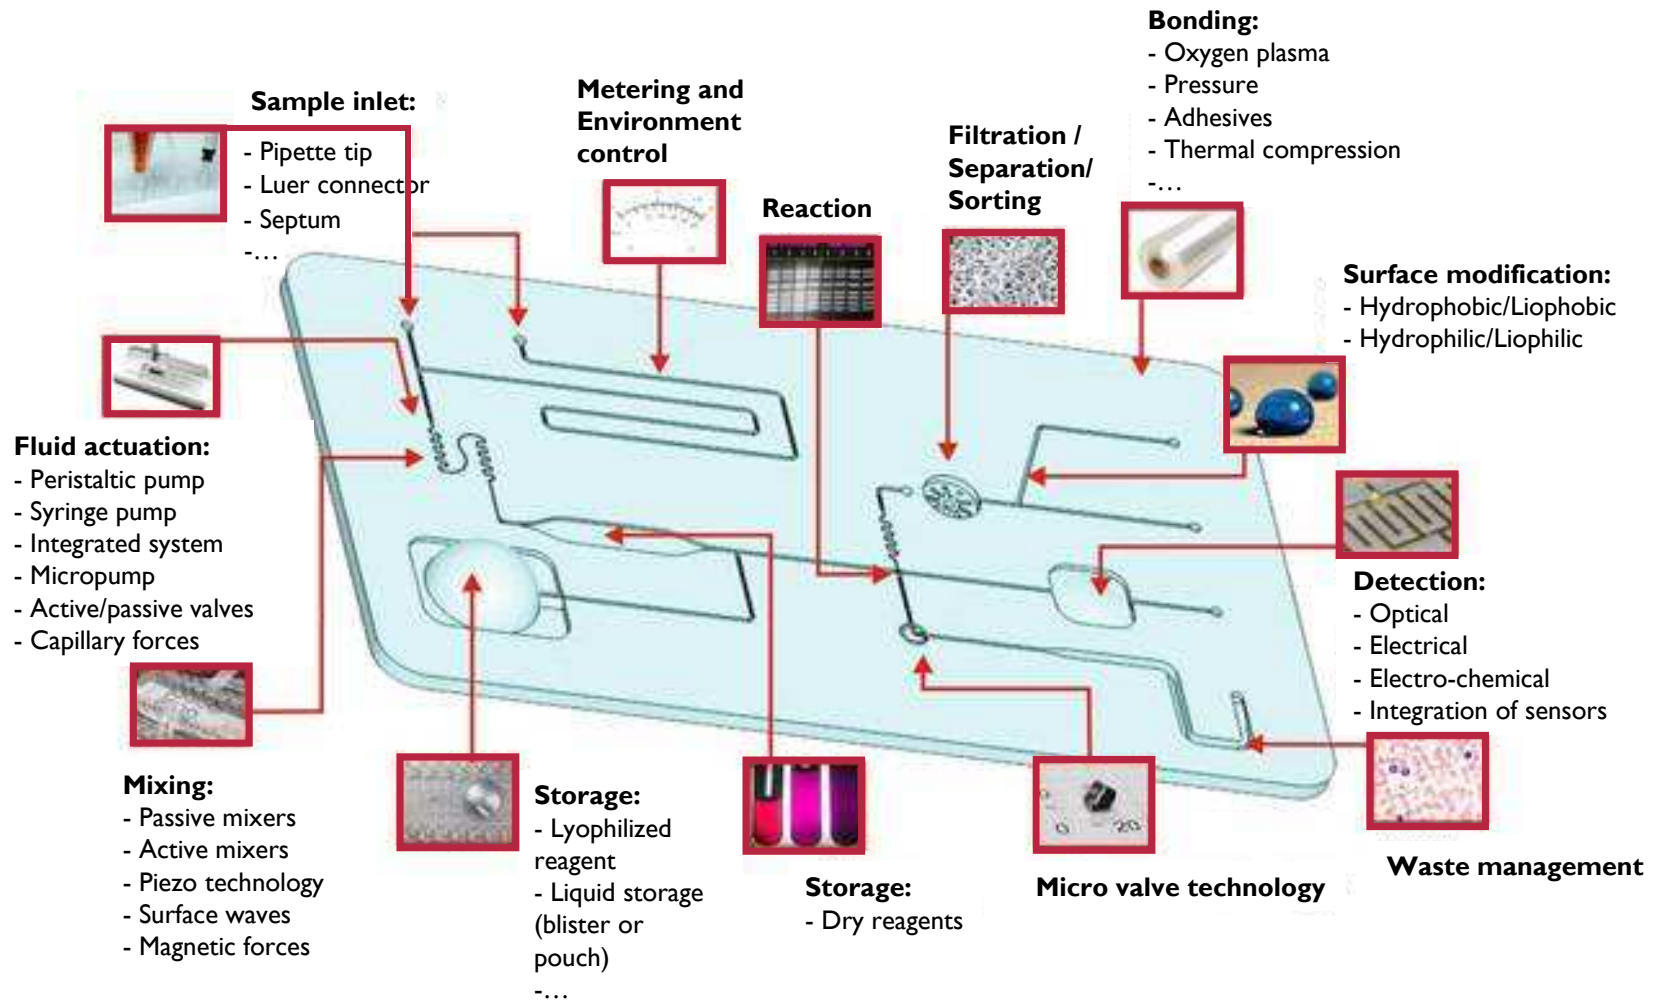 Bonding:
- Oxygen plasma
- Pressure
- Adhesives
- Thermal compression
-...
Sample inlet:
- Pipette tip
- Luer connector
- Septum
-...
Metering and
Environment
control
Reaction
Filtration /
Separation/
Sorting
Surface modification:
- Hydrophobic/Liophobic
- Hydrophilic/Liophilic
Fluid actuation:
- Peristaltic pump
- Syringe pump
- Integrated system
- Micropump
- Active/passive valves
- Capillary forces
Detection:
- Optical
- Electrical
- Electro-chemical
- Integration of sensors
Mixing:
- Passive mixers
- Active mixers
- Piezo technology
- Surface waves
- Magnetic forces
Storage:
- Lyophilized
reagent
- Liquid storage
(blister or
pouch)
-...
Storage:
- Dry reagents
0 20
Micro valve technology
Waste management